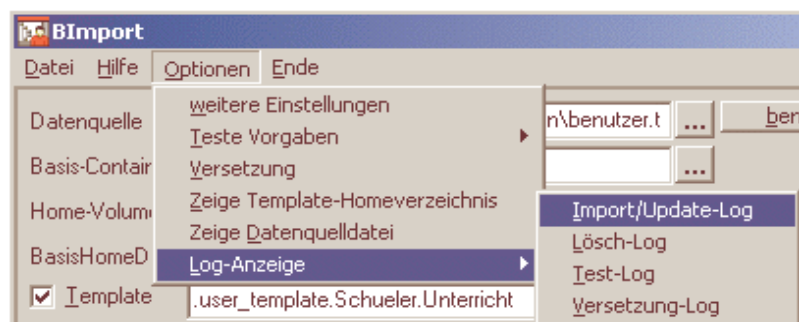 BImport
Datei Hilfe Optionen Ende
weitere Einstellungen
Datenquelle
n\benutzer.t ...
Teste Vorgaben
Basis-Contain
Versetzung
...
Zeige Template-Homeverzeichnis
Home-Volum
Import/Update-Log
Zeige Datenquelldatei
Lösch-Log
BasisHomeD
Log-Anzeige
Test-Log
Template .user_template.Schueler.Unterricht
Versetzung-Log